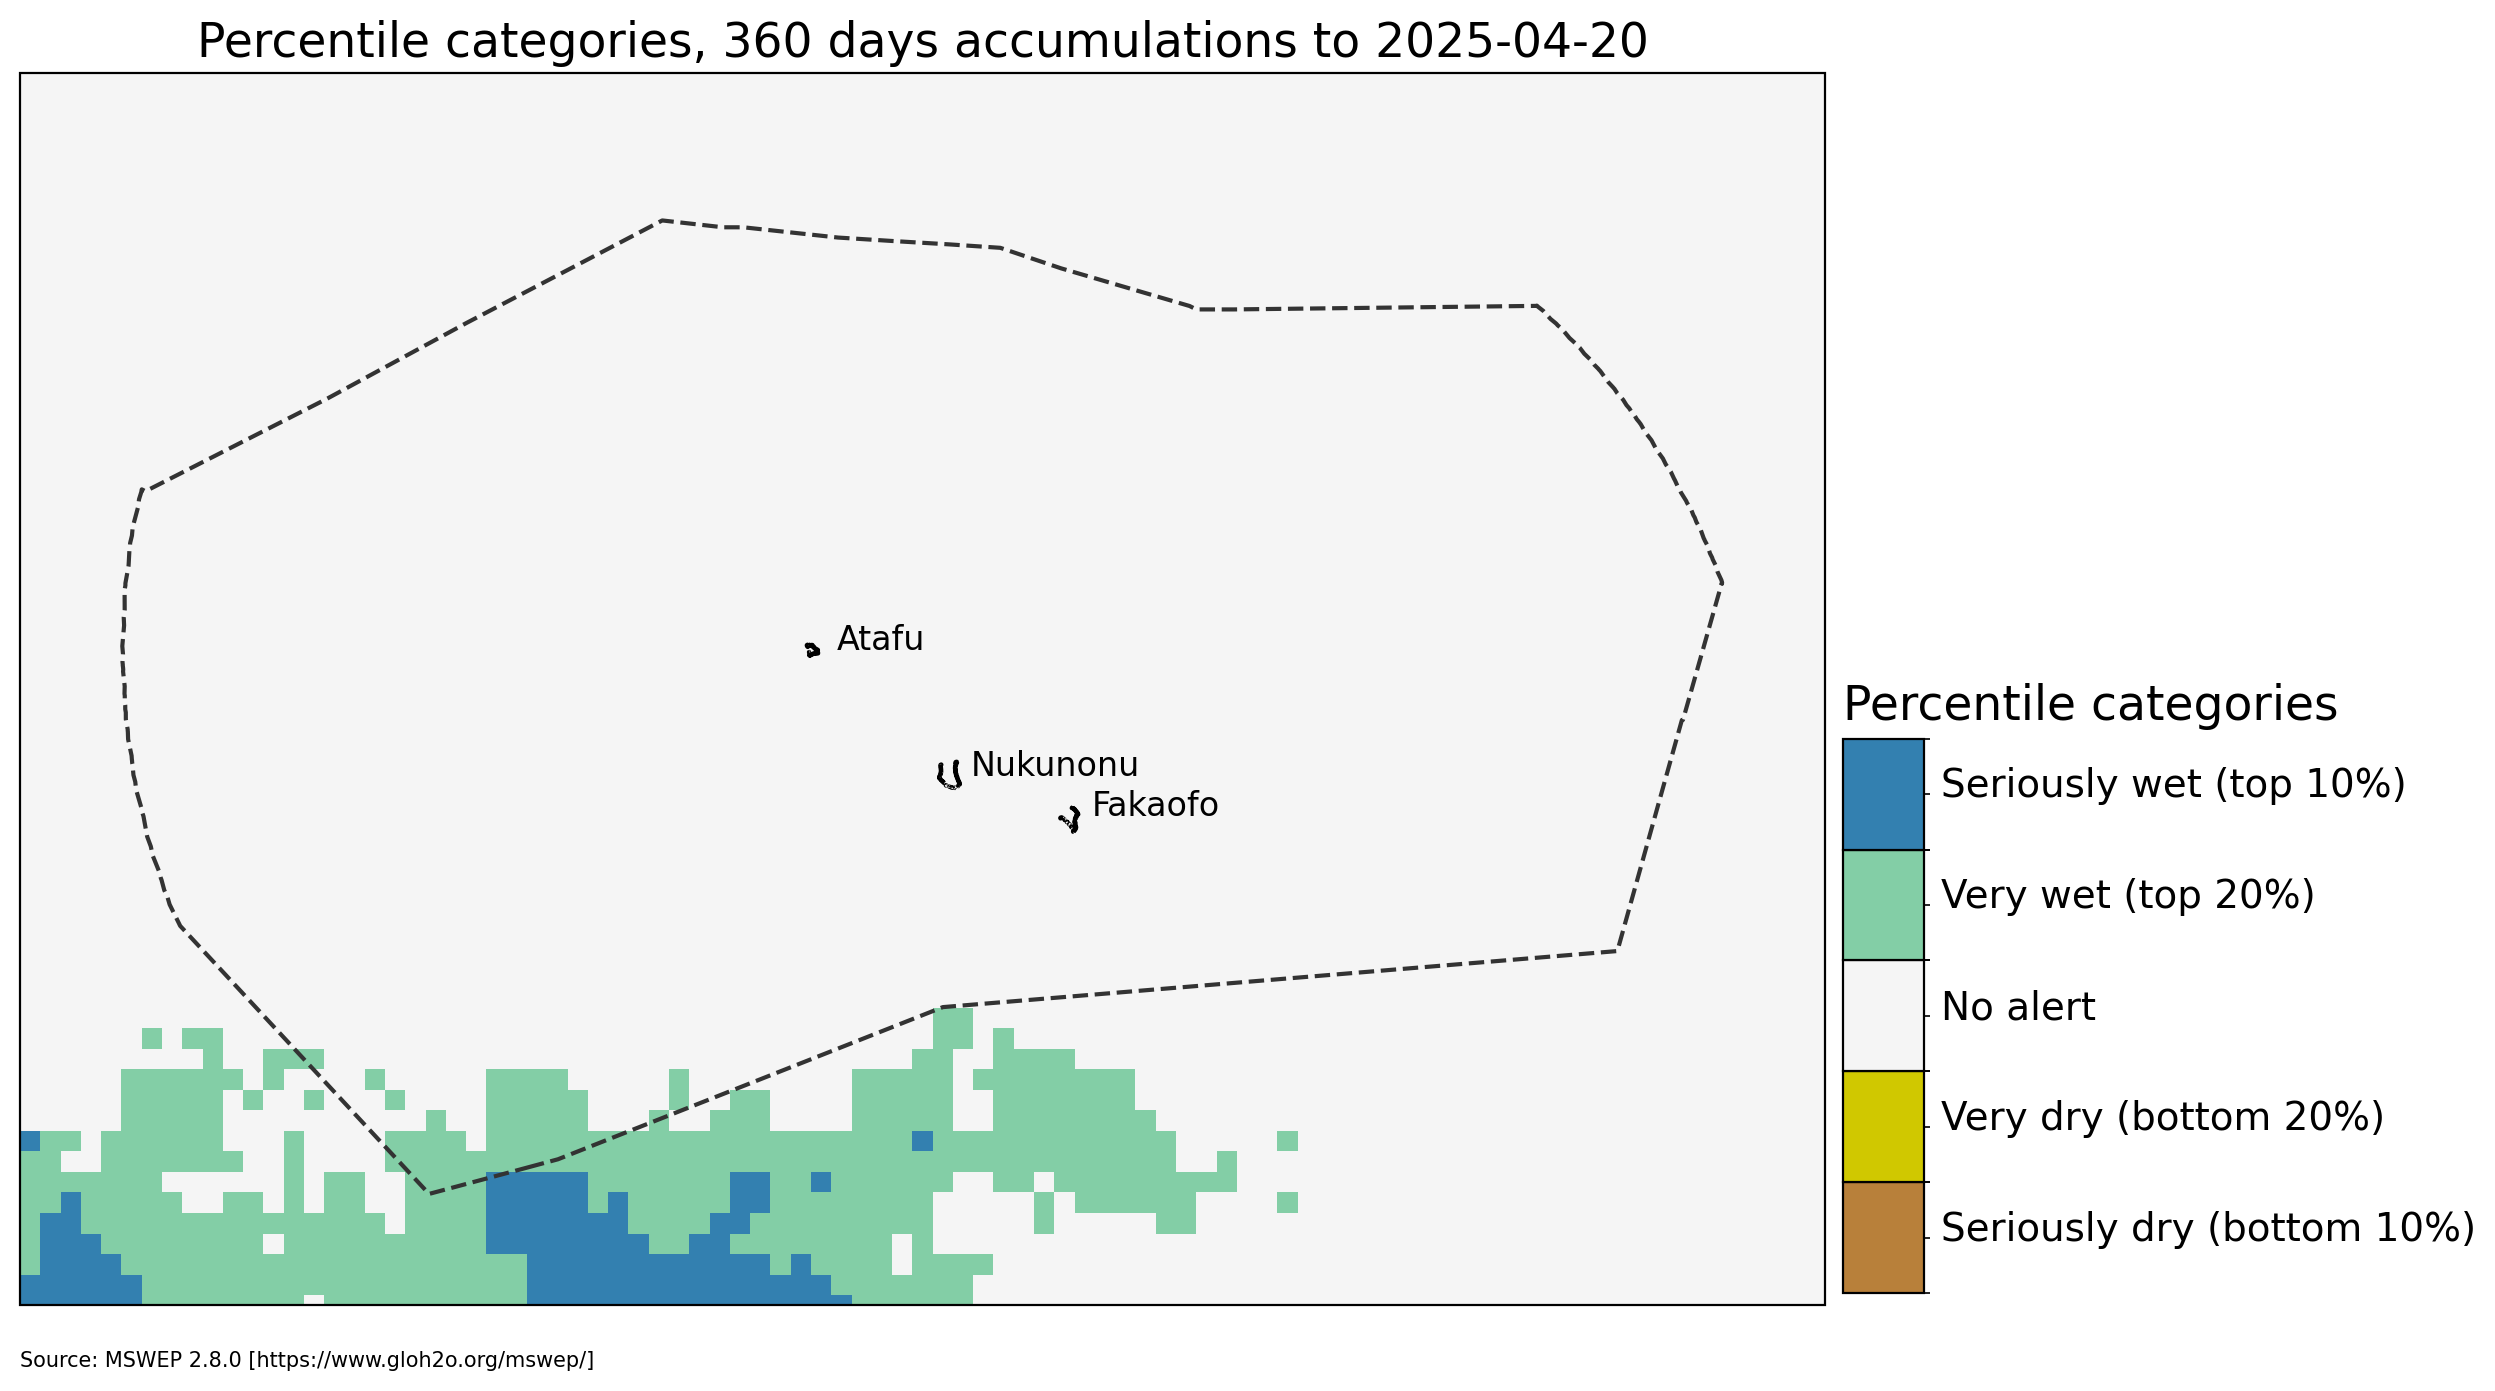 Percentile categories, 360 days accumulations to 2025-04-20
Atafu
Nukunonu
Fakaofo
Percentile categories
Seriously wet (top 10%)
Very wet (top 20%)
No alert
Very dry (bottom 20%)
Seriously dry (bottom 10%)
Source: MSWEP 2.8.0 [https://www.gloh2o.org/mswep/]